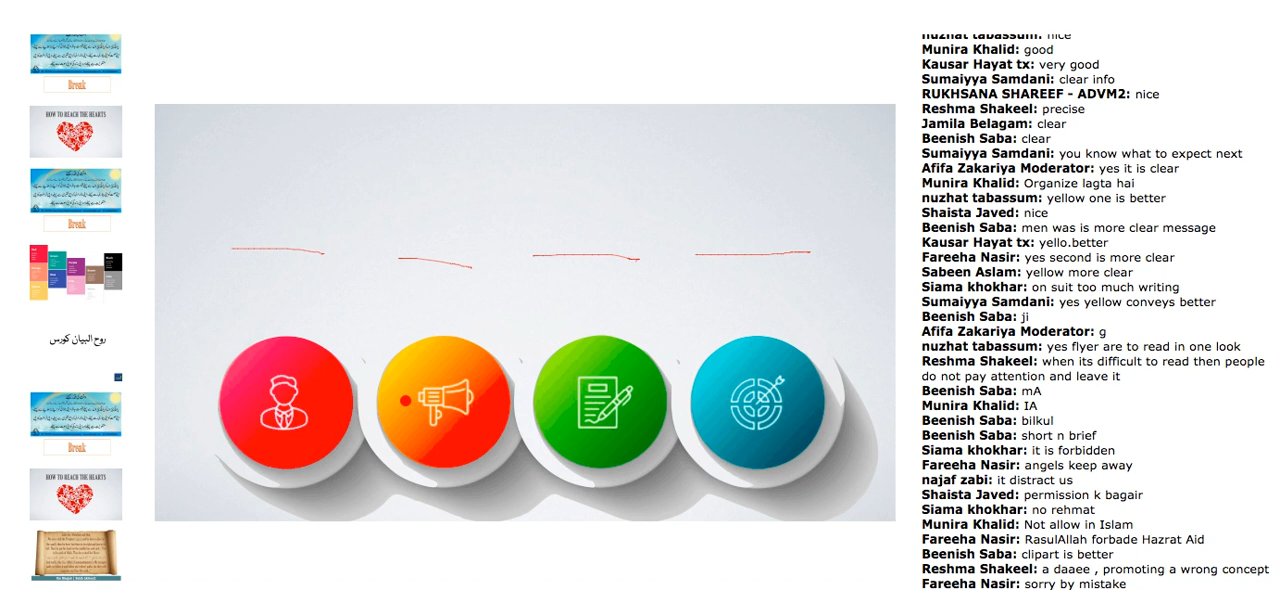 Break
HOW TO REACH THE HEARTS
Break
روح البيان کورس
Break
HOW TO REACH THE HEARTS
nuzhat tabassum: nice
Munira Khalid: good
Kausar Hayat tx: very good
Sumaiyya Samdani: clear info
RUKHSANA SHAREEF - ADVM2: nice
Reshma Shakeel: precise
Jamila Belagam: clear
Beenish Saba: clear
Sumaiyya Samdani: you know what to expect next
Afifa Zakariya Moderator: yes it is clear
Munira Khalid: Organize lagta hai
nuzhat tabassum: yellow one is better
Shaista Javed: nice
Beenish Saba: men was is more clear message
Kausar Hayat tx: yello.better
Fareeha Nasir: yes second is more clear
Sabeen Aslam: yellow more clear
Siama khokhar: on suit too much writing
Sumaiyya Samdani: yes yellow conveys better
Beenish Saba: ji
Afifa Zakariya Moderator: g
nuzhat tabassum: yes flyer are to read in one look
Reshma Shakeel: when its difficult to read then people
do not pay attention and leave it
Beenish Saba: mA
Munira Khalid: IA
Beenish Saba: bilkul
Beenish Saba: short n brief
Siama khokhar: it is forbidden
Fareeha Nasir: angels keep away
najaf zabi: it distract us
Shaista Javed: permission k bagair
Siama khokhar: no rehmat
Munira Khalid: Not allow in Islam
Fareeha Nasir: RasulAllah forbade Hazrat Aid
Beenish Saba: clipart is better
Reshma Shakeel: a daaee , promoting a wrong concept
Fareeha Nasir: sorry by mistake